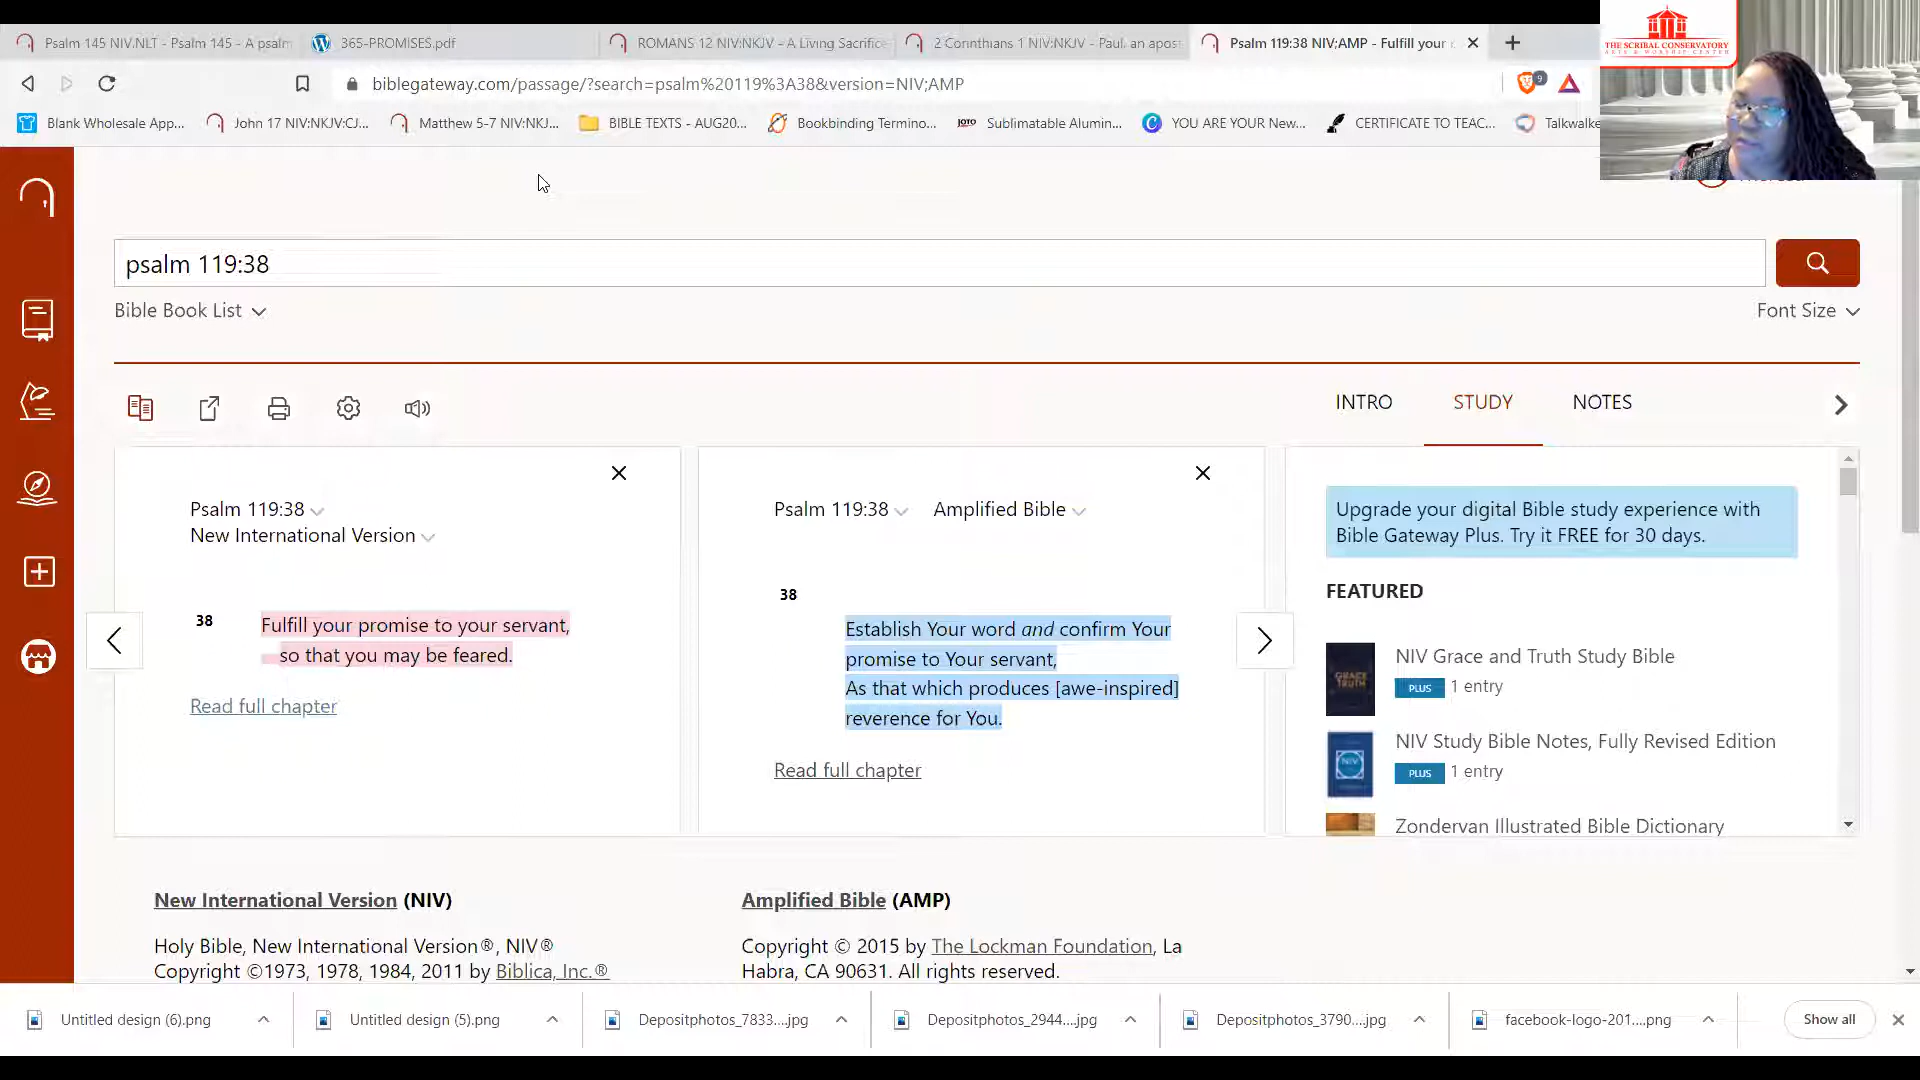 Psalm 145 NIV.NLT - Psalm 145 - A psalm
365-PROMISES.pdf
ROMANS 12 NIV;NKJV - A Living Sacrifice
2 Corinthians 1 NIV;NKJV - Paul, an apos
Psalm 119:38 NIV;AMP - Fulfill your
THE SCRIBAL CONSERVATORY
ARTS & WORSHIP CENTER
biblegateway.com/passage/?search=psalm%20119%3A38&version=NIV;AMP
9
Blank Wholesale App...
John 17 NIV;NKJV;CJ...
Matthew 5-7 NIV;NKJ...
BIBLE TEXTS - AUG20...
Bookbinding Termino...
JOTO
Sublimatable Alumin...
YOU ARE YOUR New...
CERTIFICATE TO TEAC...
Talkwalke
psalm 119:38
Bible Book List
Font Size
INTRO
STUDY
NOTES
Psalm 119:38
New International Version
38
Fulfill your promise to your servant,
so that you may be feared.
Read full chapter
Psalm 119:38
Amplified Bible
38
Establish Your word and confirm Your
promise to Your servant,
As that which produces [awe-inspired]
reverence for You.
Read full chapter
Upgrade your digital Bible study experience with
Bible Gateway Plus. Try it FREE for 30 days.
FEATURED
NIV Grace and Truth Study Bible
PLUS 1 entry
NIV Study Bible Notes, Fully Revised Edition
PLUS 1 entry
Zondervan Illustrated Bible Dictionary
New International Version (NIV)
Holy Bible, New International Version®, NIV®
Copyright ©1973, 1978, 1984, 2011 by Biblica, Inc.®
Amplified Bible (AMP)
Copyright © 2015 by The Lockman Foundation, La
Habra, CA 90631. All rights reserved.
Untitled design (6).png
Untitled design (5).png
Depositphotos_7833....jpg
Depositphotos_2944....jpg
Depositphotos_3790....jpg
facebook-logo-201....png
Show all